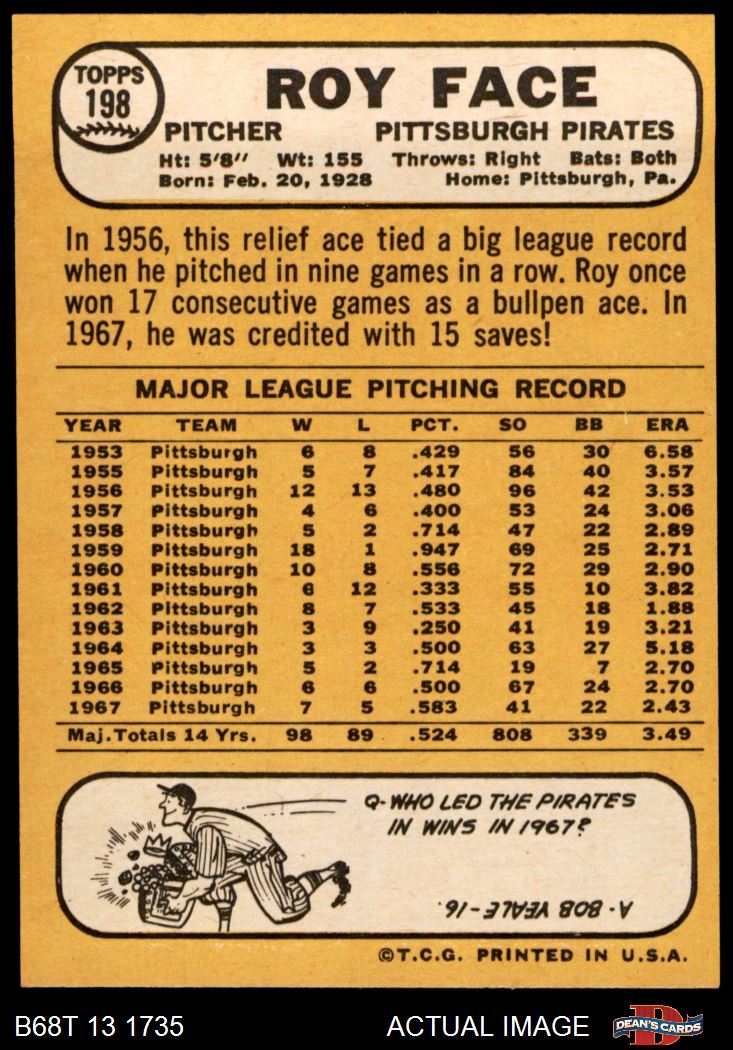 TOPPS
198
ROY FACE
PITCHER PITTSBURGH PIRATES
Ht: 5'8" Wt: 155 Throws: Right Bats: Both
Born: Feb. 20, 1928 Home: Pittsburgh, Pa.
In 1956, this relief ace tied a big league record
when he pitched in nine games in a row. Roy once
won 17 consecutive games as a bullpen ace. In
1967, he was credited with 15 saves!
MAJOR LEAGUE PITCHING RECORD
YEAR TEAM W L PCT. SO BB ERA
1953 Pittsburgh 6 8 .429 56 30 6.58
1955 Pittsburgh 5 7 .417 84 40 3.57
1956 Pittsburgh 12 13 .480 96 42 3.53
1957 Pittsburgh 4 6 .400 53 24 3.06
1958 Pittsburgh 5 2 .714 47 22 2.89
1959 Pittsburgh 18 1 .947 69 25 2.71
1960 Pittsburgh 10 8 .556 72 29 2.90
1961 Pittsburgh 6 12 .333 55 10 3.82
1962 Pittsburgh 8 7 .533 45 18 1.88
1963 Pittsburgh 3 9 .250 41 19 3.21
1964 Pittsburgh 3 3 .500 63 27 5.18
1965 Pittsburgh 5 2 .714 19 7 2.70
1966 Pittsburgh 6 6 .500 67 24 2.70
1967 Pittsburgh 7 5 .583 41 22 2.43
Maj. Totals 14 Yrs. 98 89 .524 808 339 3.49
Q- WHO LED THE PIRATES
IN WINS IN 1967?
A- BOB VEALE-16.
©T.C.G. PRINTED IN U.S.A.
B68T 13 1735 ACTUAL IMAGE
D
DEAN'S CARDS